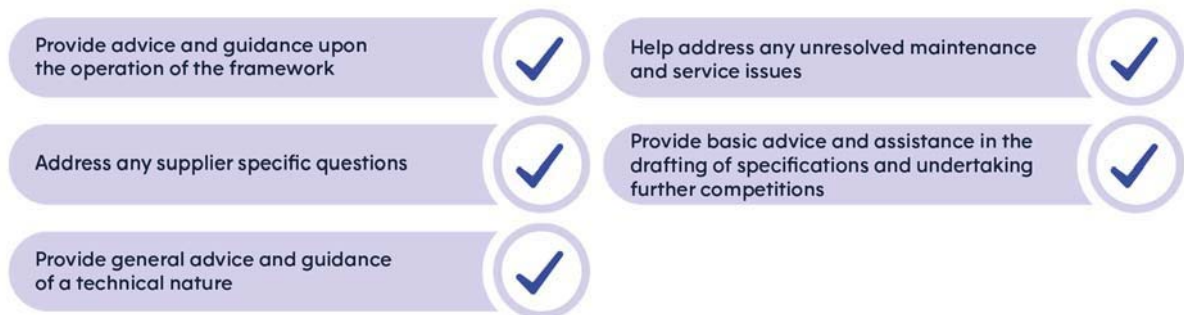 Provide advice and guidance upon
the operation of the framework
Address any supplier specific questions
Provide general advice and guidance
of a technical nature
Help address any unresolved maintenance
and service issues
Provide basic advice and assistance in the
drafting of specifications and undertaking
further competitions